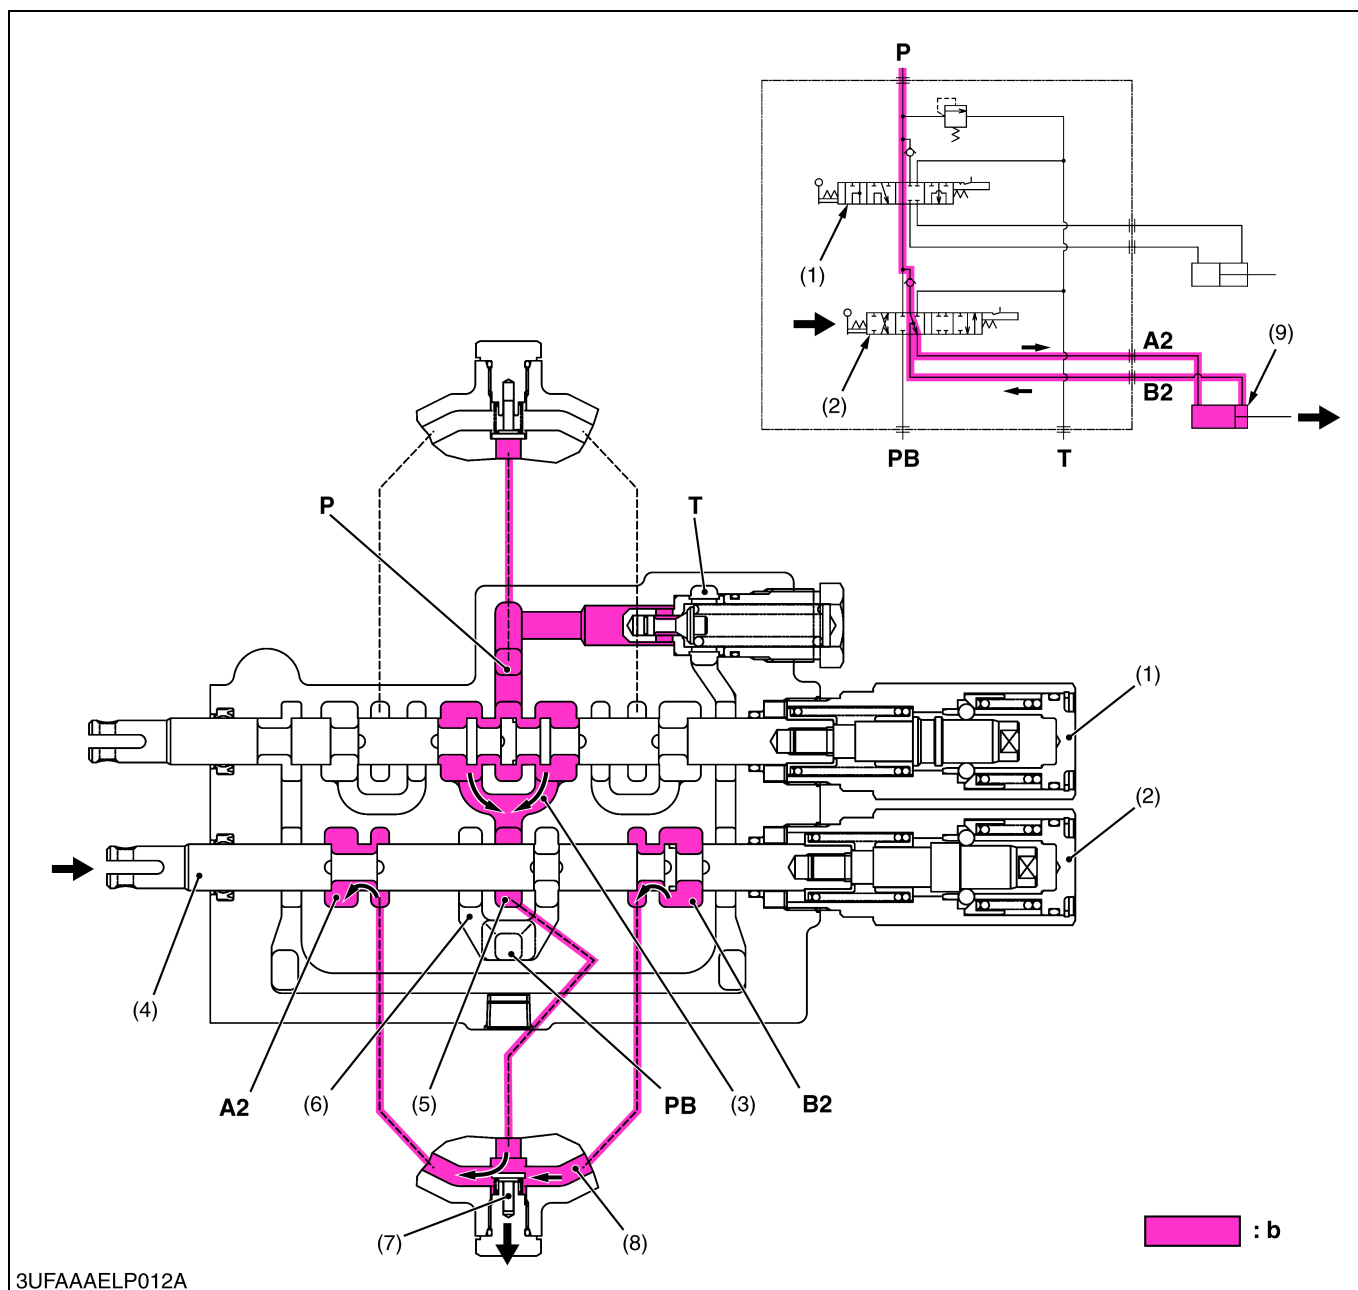 P
(1)
(2)
A2
B2
(9)
PB
T
P
T
(1)
(2)
(4)
A2
(6)
(5)
PB
(3)
B2
(7)
(8)
: b
3UFAAAELP012A